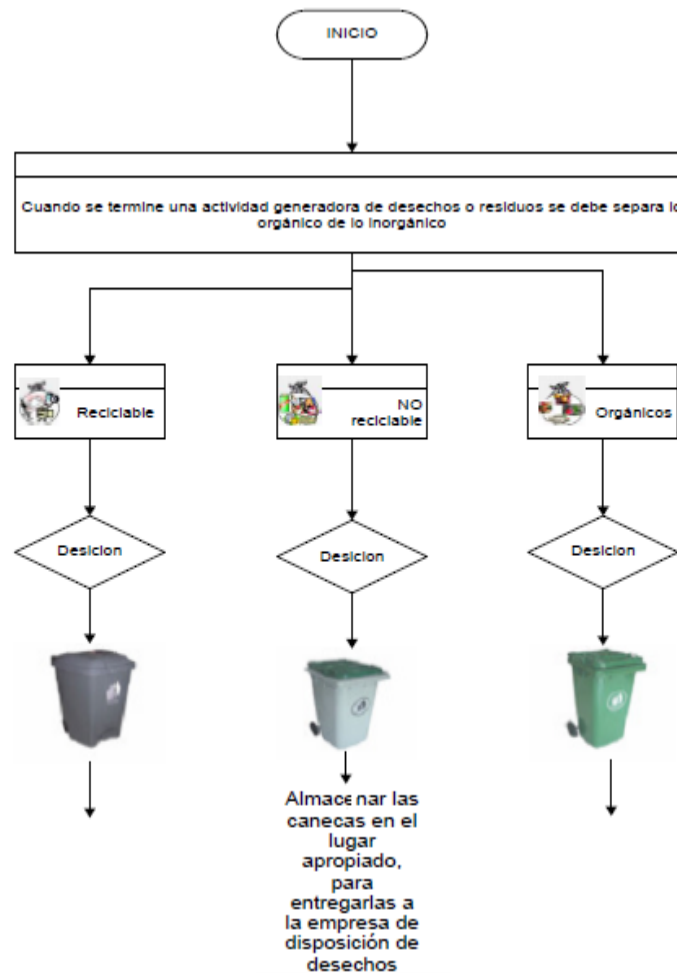 INICIO
Cuando se termine una actividad generadora de desechos o residuos se debe separa lo
orgánico de lo inorgánico
Reciclable
NO
reciclable
Orgánicos
Desicion
Desicion
Desicion
Almacenar las
canecas en el
lugar
apropiado,
para
entregarlas a
la empresa de
disposición de
desechos